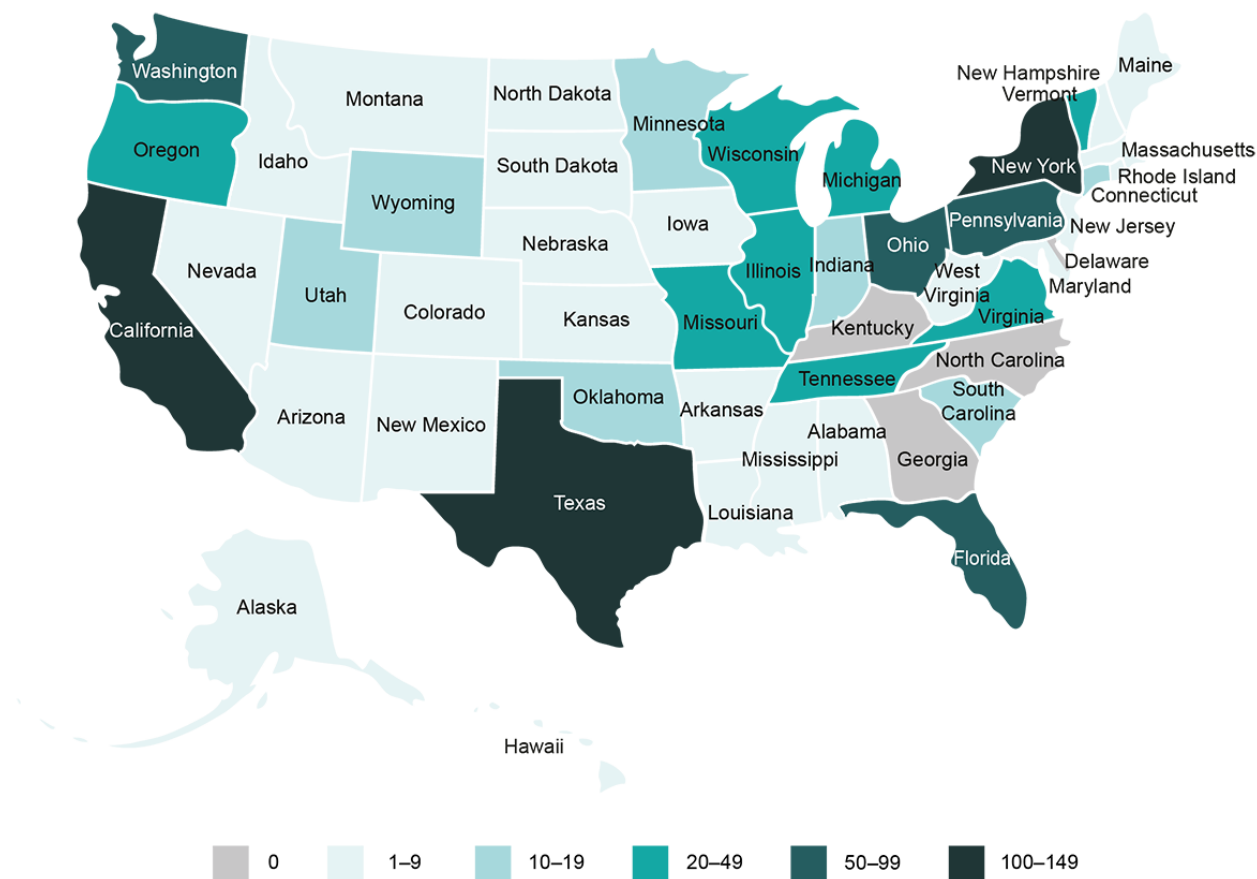 Washington
Montana
North Dakota
Minnesota
New Hampshire
Vermont
Maine
Oregon
Idaho
South Dakota
Wisconsin
Michigan
New York
Massachusetts
Rhode Island
Connecticut
Wyoming
Nebraska
Iowa
Pennsylvania
New Jersey
Nevada
Utah
Colorado
Kansas
Illinois
Indiana
Ohio
West
Virginia
Delaware
Maryland
California
Missouri
Kentucky
Virginia
Arizona
New Mexico
Oklahoma
Arkansas
Tennessee
North Carolina
South
Carolina
Texas
Louisiana
Mississippi
Alabama
Georgia
Florida
Alaska
Hawaii
0
1–9
10–19
20–49
50–99
100–149